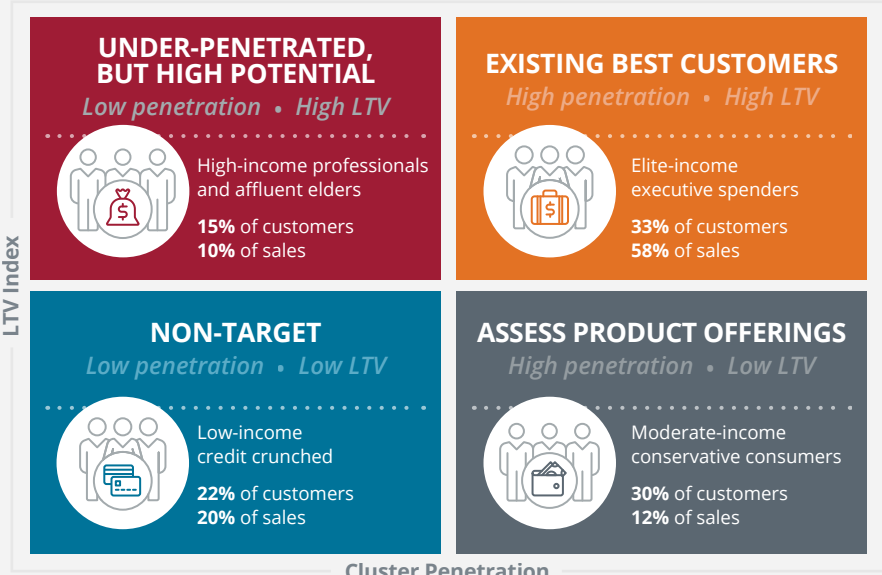 UNDER-PENETRATED,
BUT HIGH POTENTIAL
Low penetration • High LTV
High-income professionals
and affluent elders
15% of customers
10% of sales
EXISTING BEST CUSTOMERS
High penetration • High LTV
Elite-income
executive spenders
33% of customers
58% of sales
LTV Index
NON-TARGET
Low penetration • Low LTV
Low-income
credit crunched
22% of customers
20% of sales
ASSESS PRODUCT OFFERINGS
High penetration • Low LTV
Moderate-income
conservative consumers
30% of customers
12% of sales
Cluster Penetration
$
$